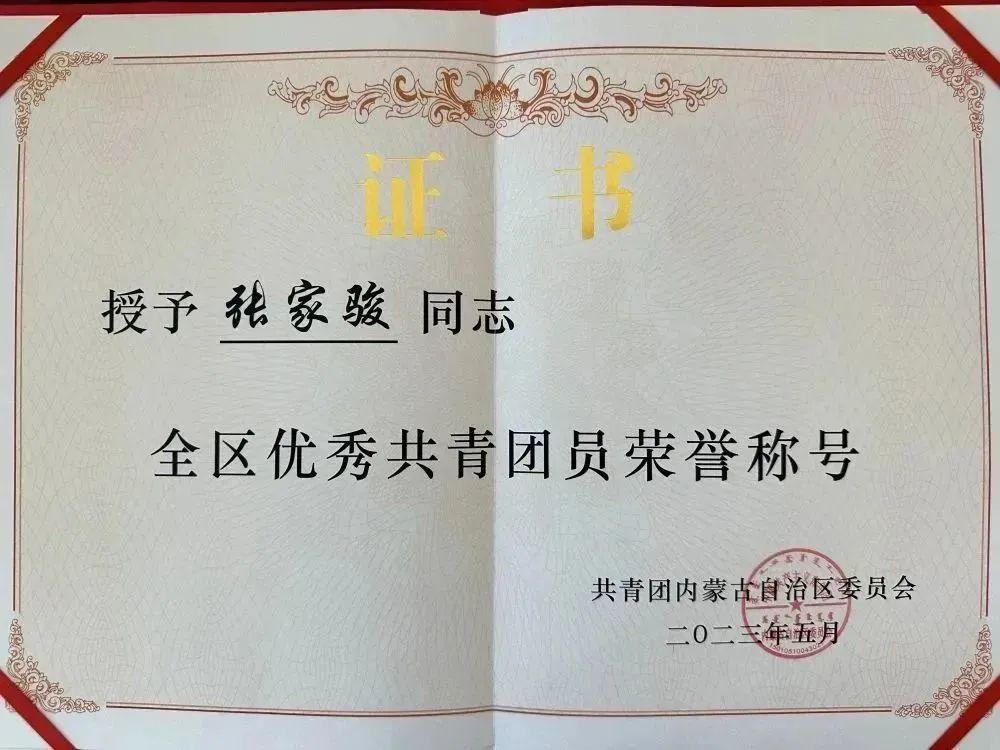 证书
授予 张家骏 同志
全区优秀共青团员荣誉称号
共青团内蒙古自治区委员会
二〇二三年五月